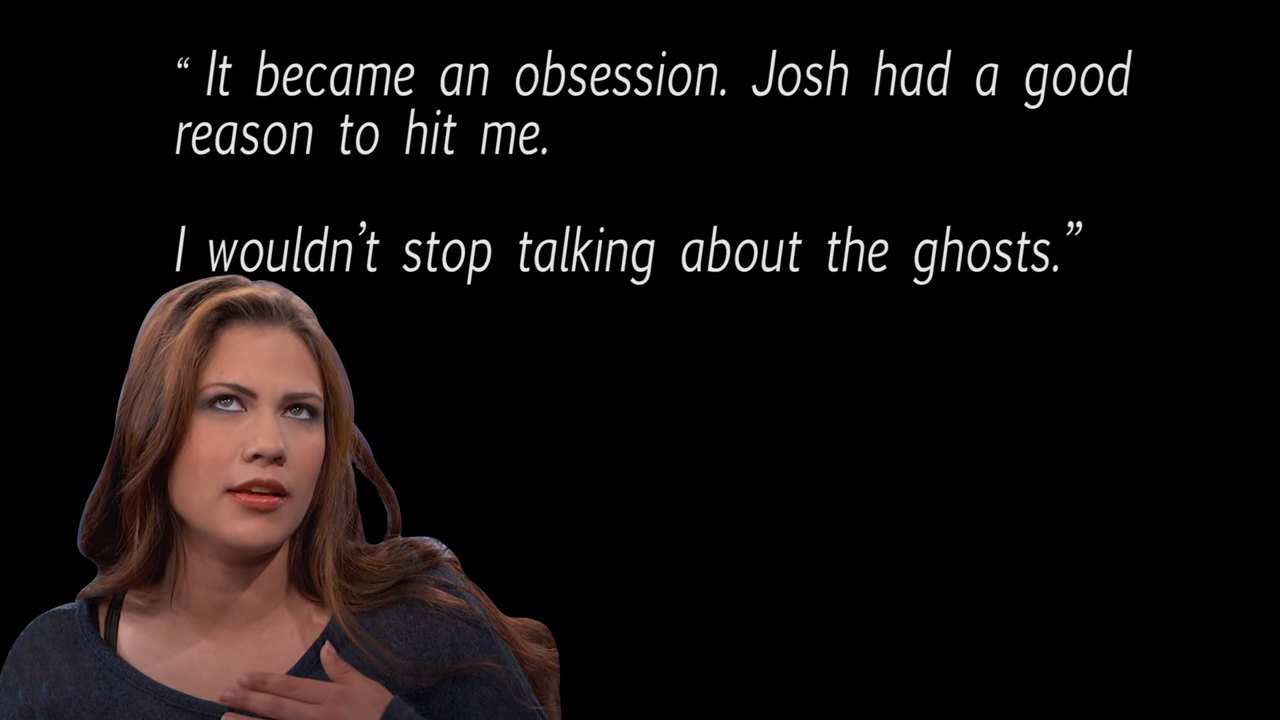 “ It became an obsession. Josh had a good
reason to hit me.
I wouldn’t stop talking about the ghosts.”